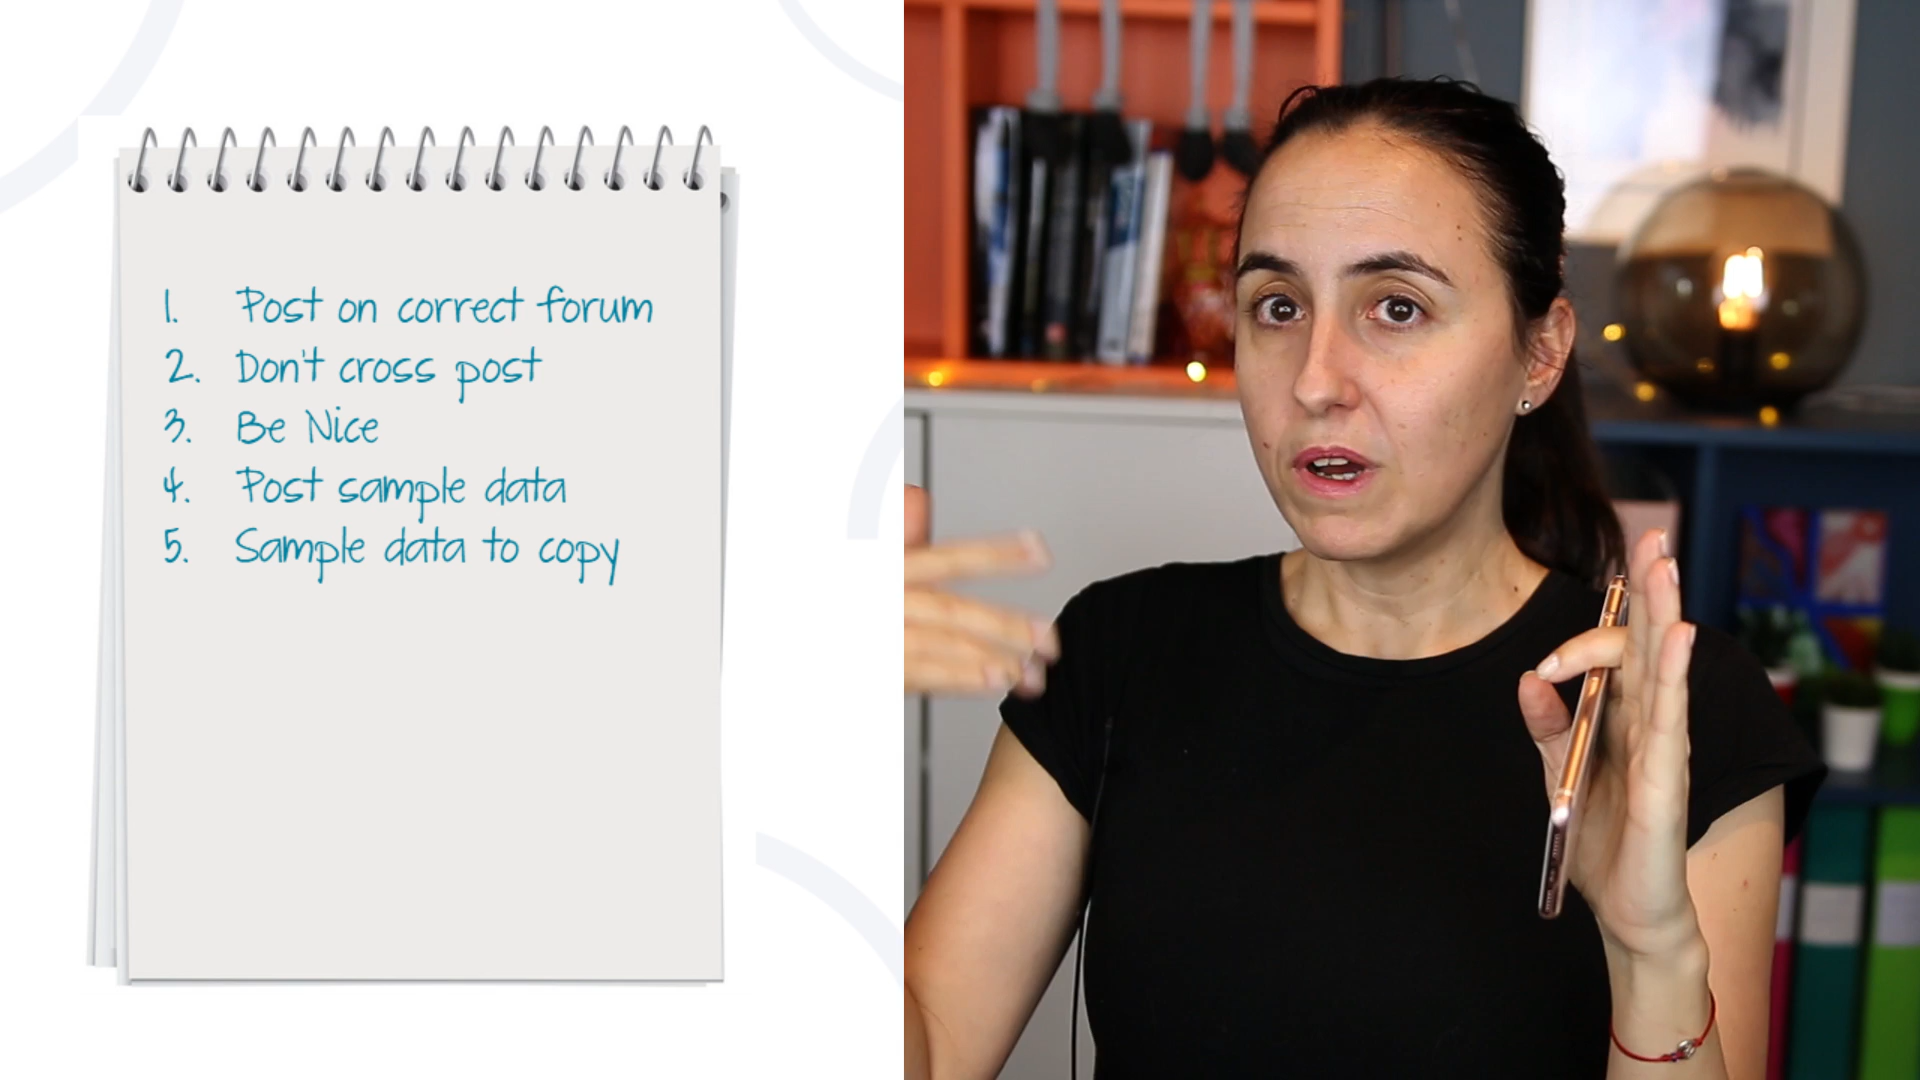 1. Post on correct forum
2. Don't cross post
3. Be Nice
4. Post sample data
5. Sample data to copy